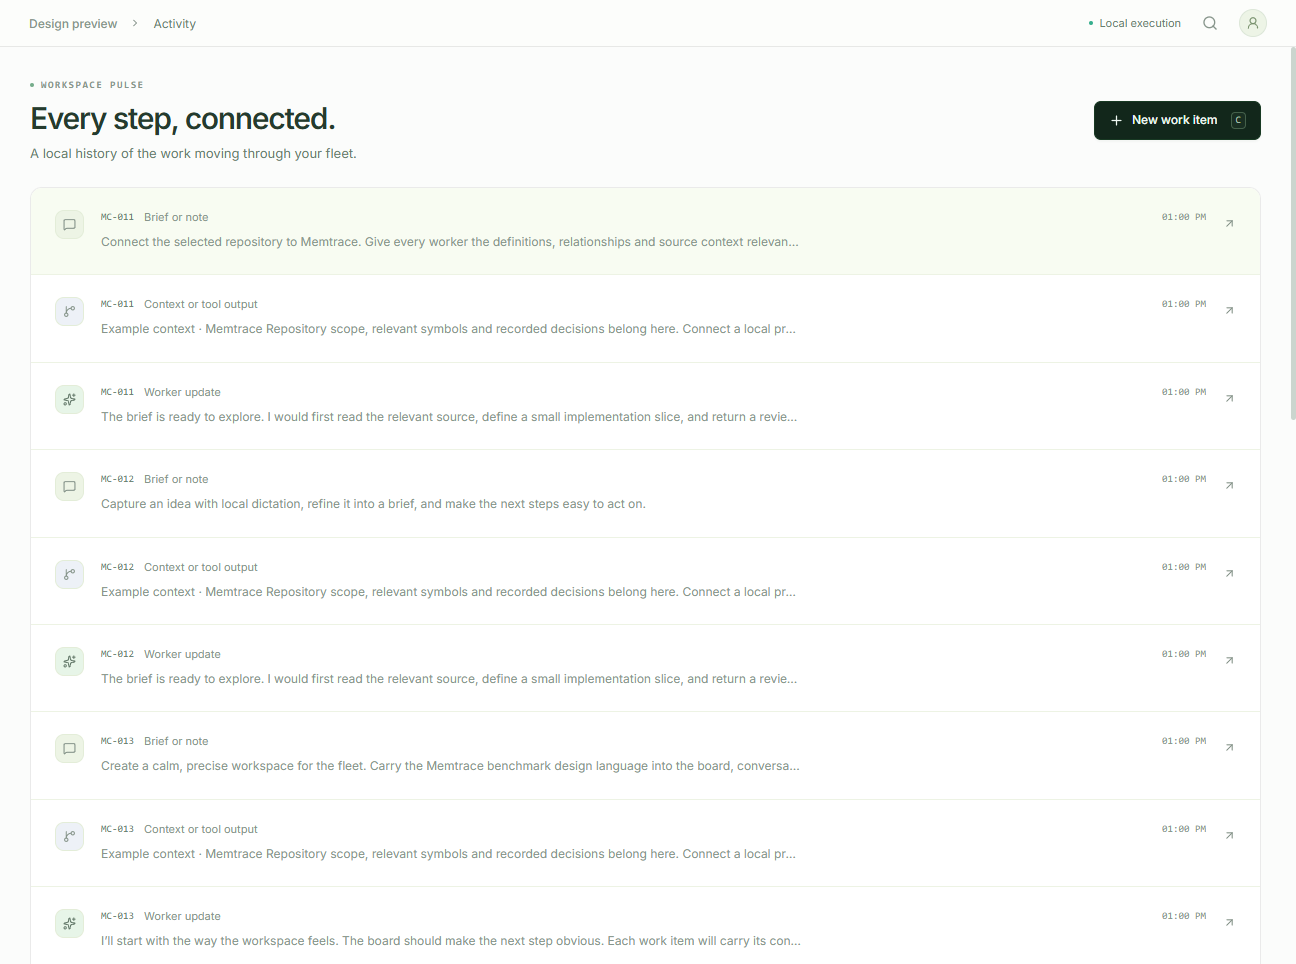 Design preview > Activity
Local execution
WORKSPACE PULSE
Every step, connected.
A local history of the work moving through your fleet.
+ New work item C
MC-011 Brief or note 01:00 PM
Connect the selected repository to Memtrace. Give every worker the definitions, relationships and source context relevan...
MC-011 Context or tool output 01:00 PM
Example context · Memtrace Repository scope, relevant symbols and recorded decisions belong here. Connect a local pr...
MC-011 Worker update 01:00 PM
The brief is ready to explore. I would first read the relevant source, define a small implementation slice, and return a revie...
MC-012 Brief or note 01:00 PM
Capture an idea with local dictation, refine it into a brief, and make the next steps easy to act on.
MC-012 Context or tool output 01:00 PM
Example context · Memtrace Repository scope, relevant symbols and recorded decisions belong here. Connect a local pr...
MC-012 Worker update 01:00 PM
The brief is ready to explore. I would first read the relevant source, define a small implementation slice, and return a revie...
MC-013 Brief or note 01:00 PM
Create a calm, precise workspace for the fleet. Carry the Memtrace benchmark design language into the board, conversa...
MC-013 Context or tool output 01:00 PM
Example context · Memtrace Repository scope, relevant symbols and recorded decisions belong here. Connect a local pr...
MC-013 Worker update 01:00 PM
I'll start with the way the workspace feels. The board should make the next step obvious. Each work item will carry its con...